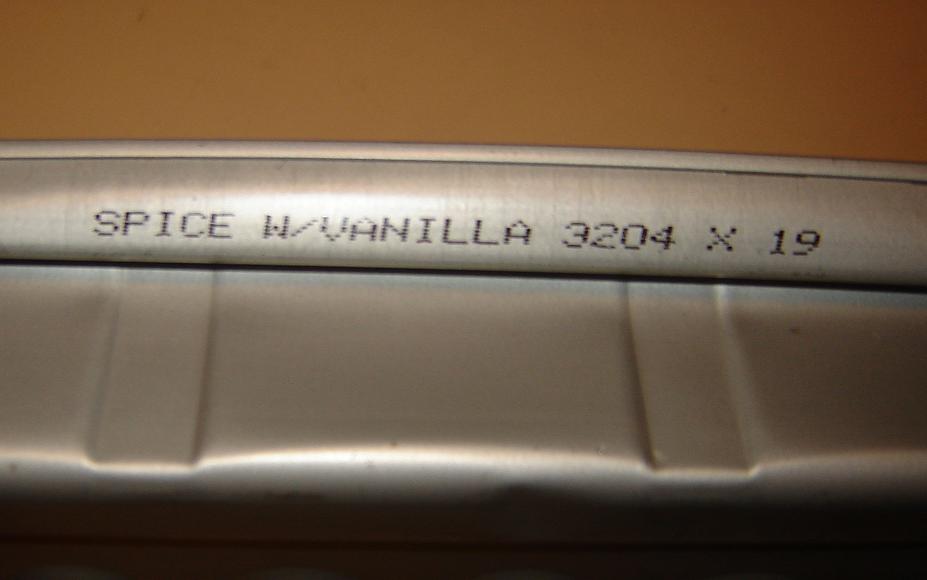 SPICE W/VANILLA 3204 X 19